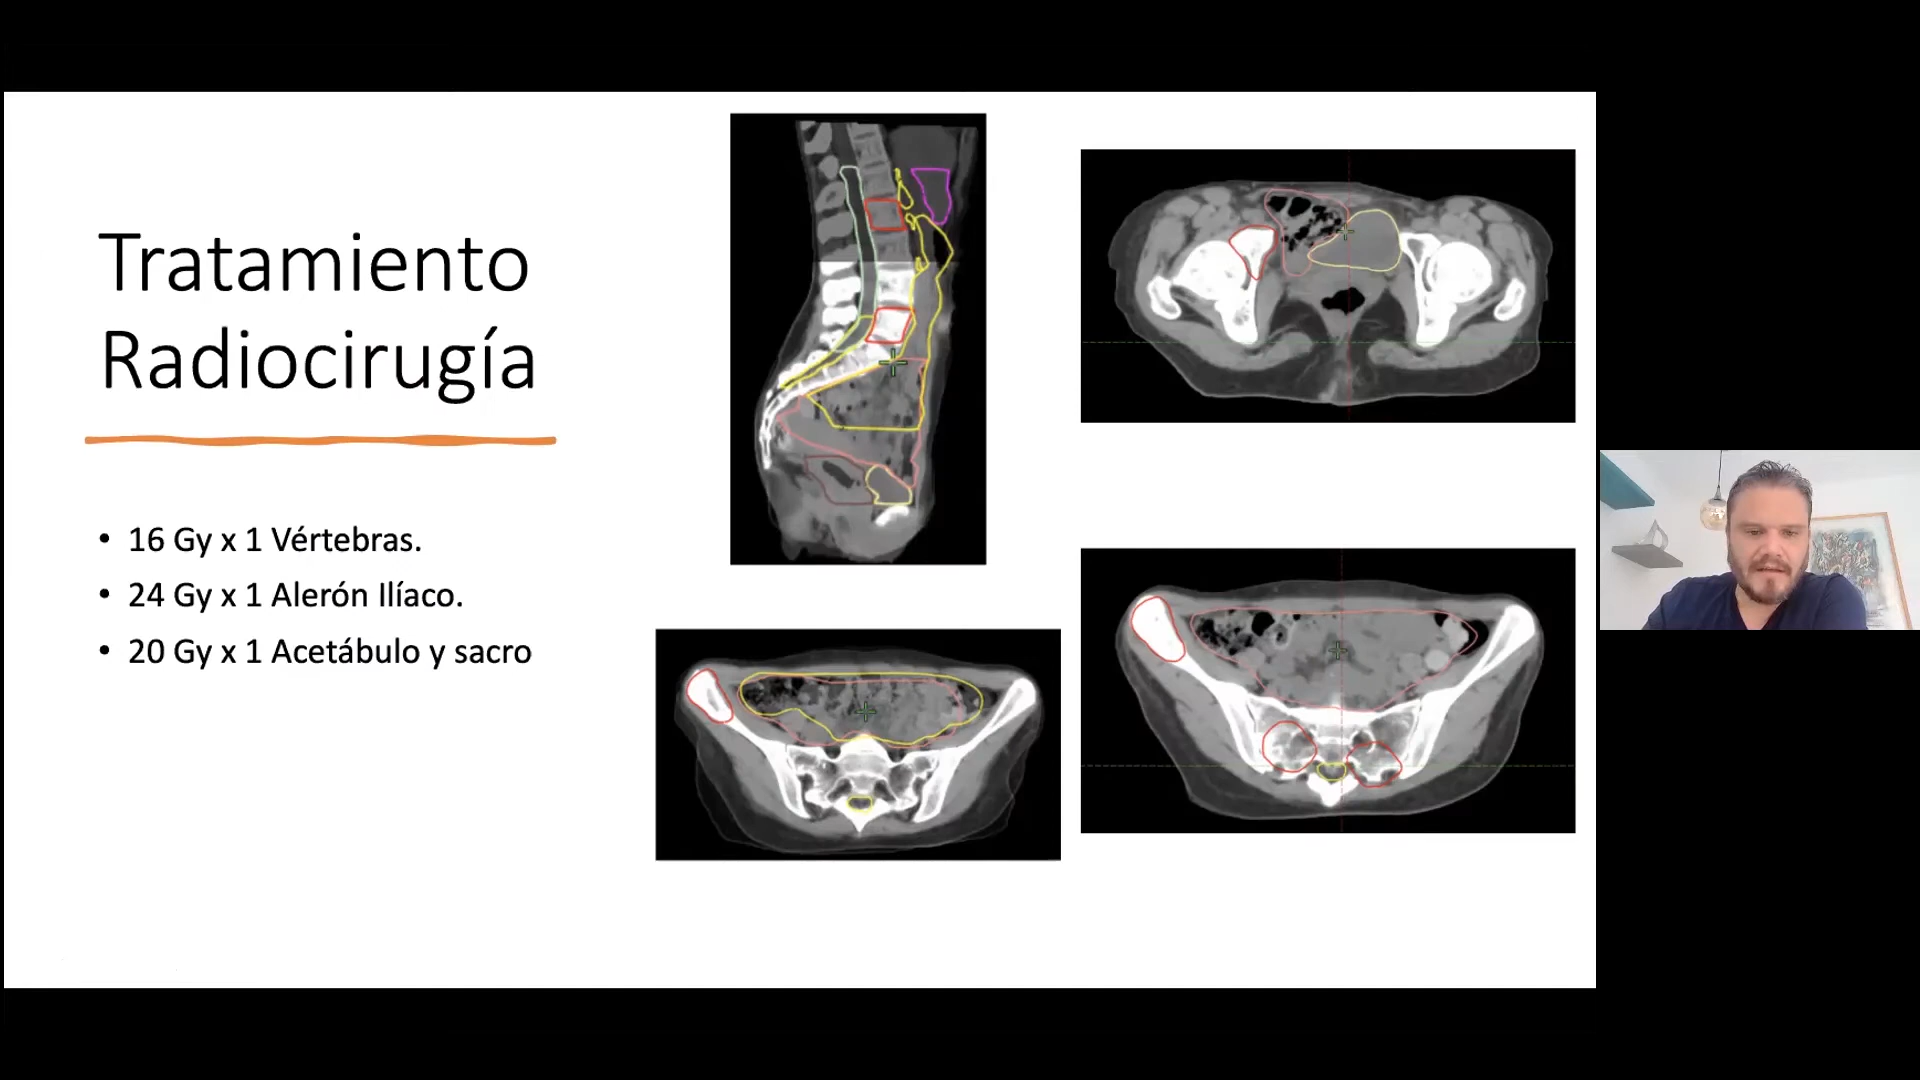 Tratamiento
Radiocirugía
• 16 Gy x 1 Vértebras.
• 24 Gy x 1 Alerón Ilíaco.
• 20 Gy x 1 Acetábulo y sacro